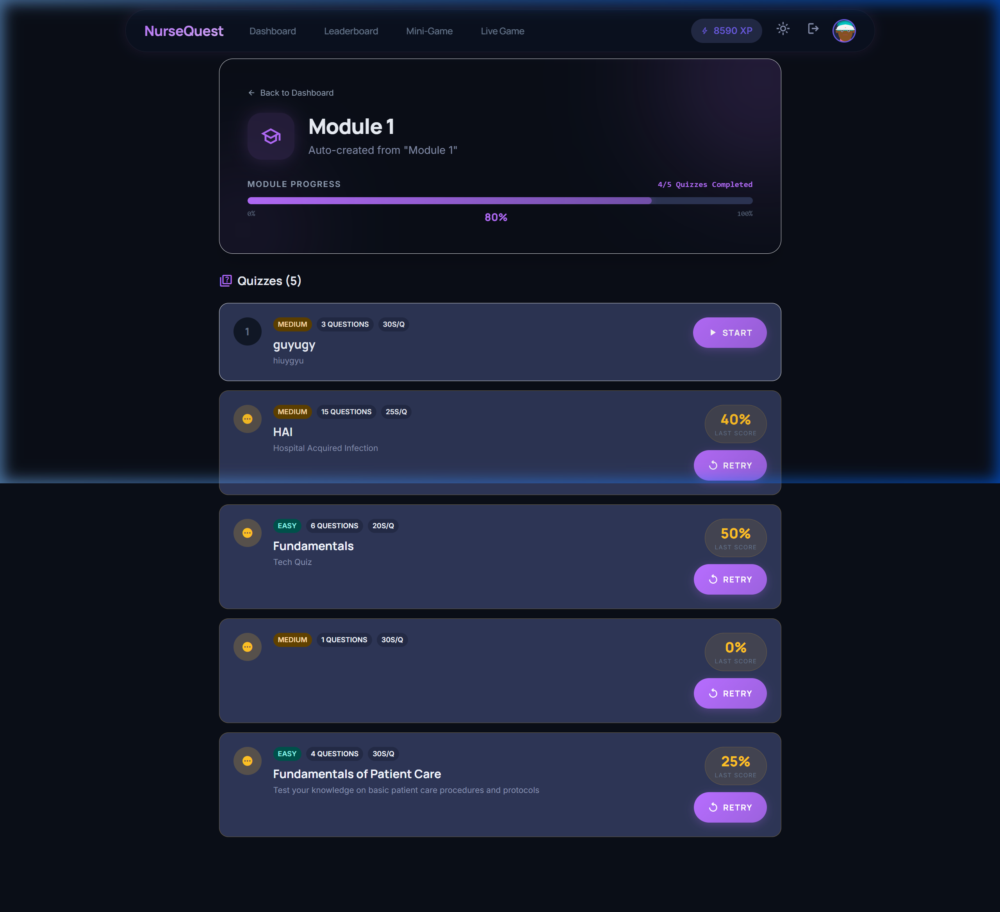 NurseQuest Dashboard Leaderboard Mini-Game Live Game 8590 XP
Back to Dashboard
Module 1
Auto-created from "Module 1"
MODULE PROGRESS 4/5 Quizzes Completed
0% 80% 100%
Quizzes (5)
1 MEDIUM 3 QUESTIONS 30S/Q START
guyugy
hiuygyu
MEDIUM 15 QUESTIONS 25S/Q 40%
LAST SCORE
HAI
Hospital Acquired Infection
RETRY
EASY 6 QUESTIONS 20S/Q 50%
LAST SCORE
Fundamentals
Tech Quiz
RETRY
MEDIUM 1 QUESTIONS 30S/Q 0%
LAST SCORE
RETRY
EASY 4 QUESTIONS 30S/Q 25%
LAST SCORE
Fundamentals of Patient Care
Test your knowledge on basic patient care procedures and protocols
RETRY